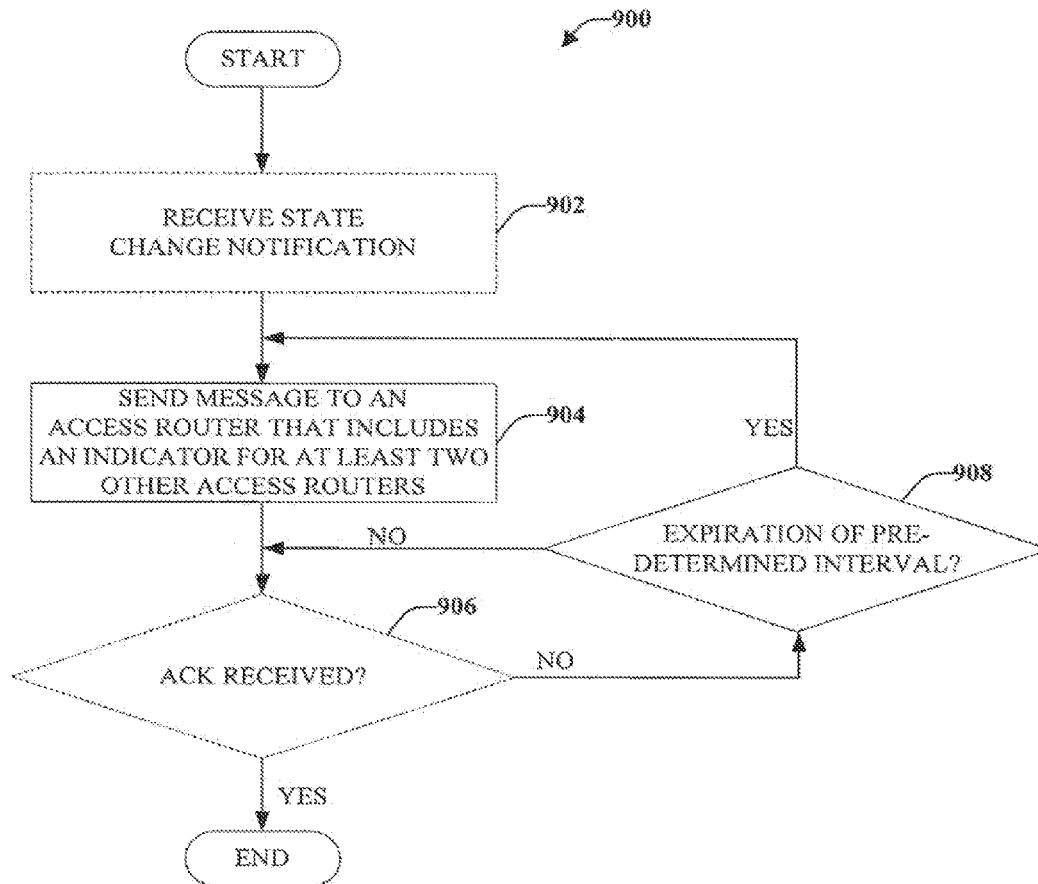 900
START
RECEIVE STATE
CHANGE NOTIFICATION
902
SEND MESSAGE TO AN
ACCESS ROUTER THAT INCLUDES
AN INDICATOR FOR AT LEAST TWO
OTHER ACCESS ROUTERS
904
YES
908
NO
EXPIRATION OF PRE-
DETERMINED INTERVAL?
906
ACK RECEIVED?
NO
YES
END